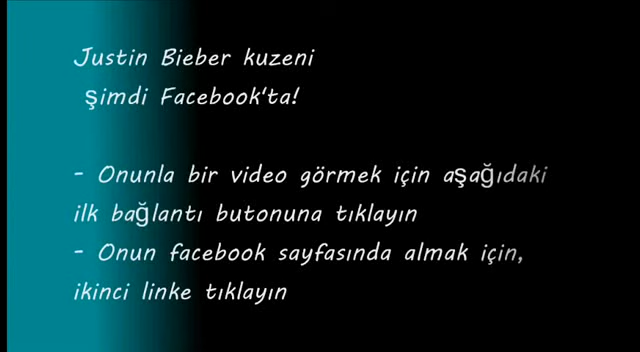 Justin Bieber kuzeni
şimdi Facebook'ta!
- Onunla bir video görmek için aşağıdaki
ilk bağlantı butonuna tıklayın
- Onun facebook sayfasında almak için,
ikinci linke tıklayın